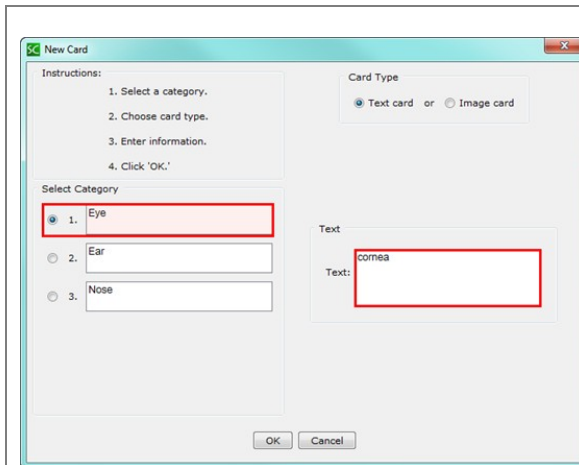 SC New Card
Instructions:
1. Select a category.
2. Choose card type.
3. Enter information.
4. Click 'OK.'
Card Type
Text card or Image card
Select Category
1. Eye
2. Ear
3. Nose
Text
Text: cornea
OK Cancel